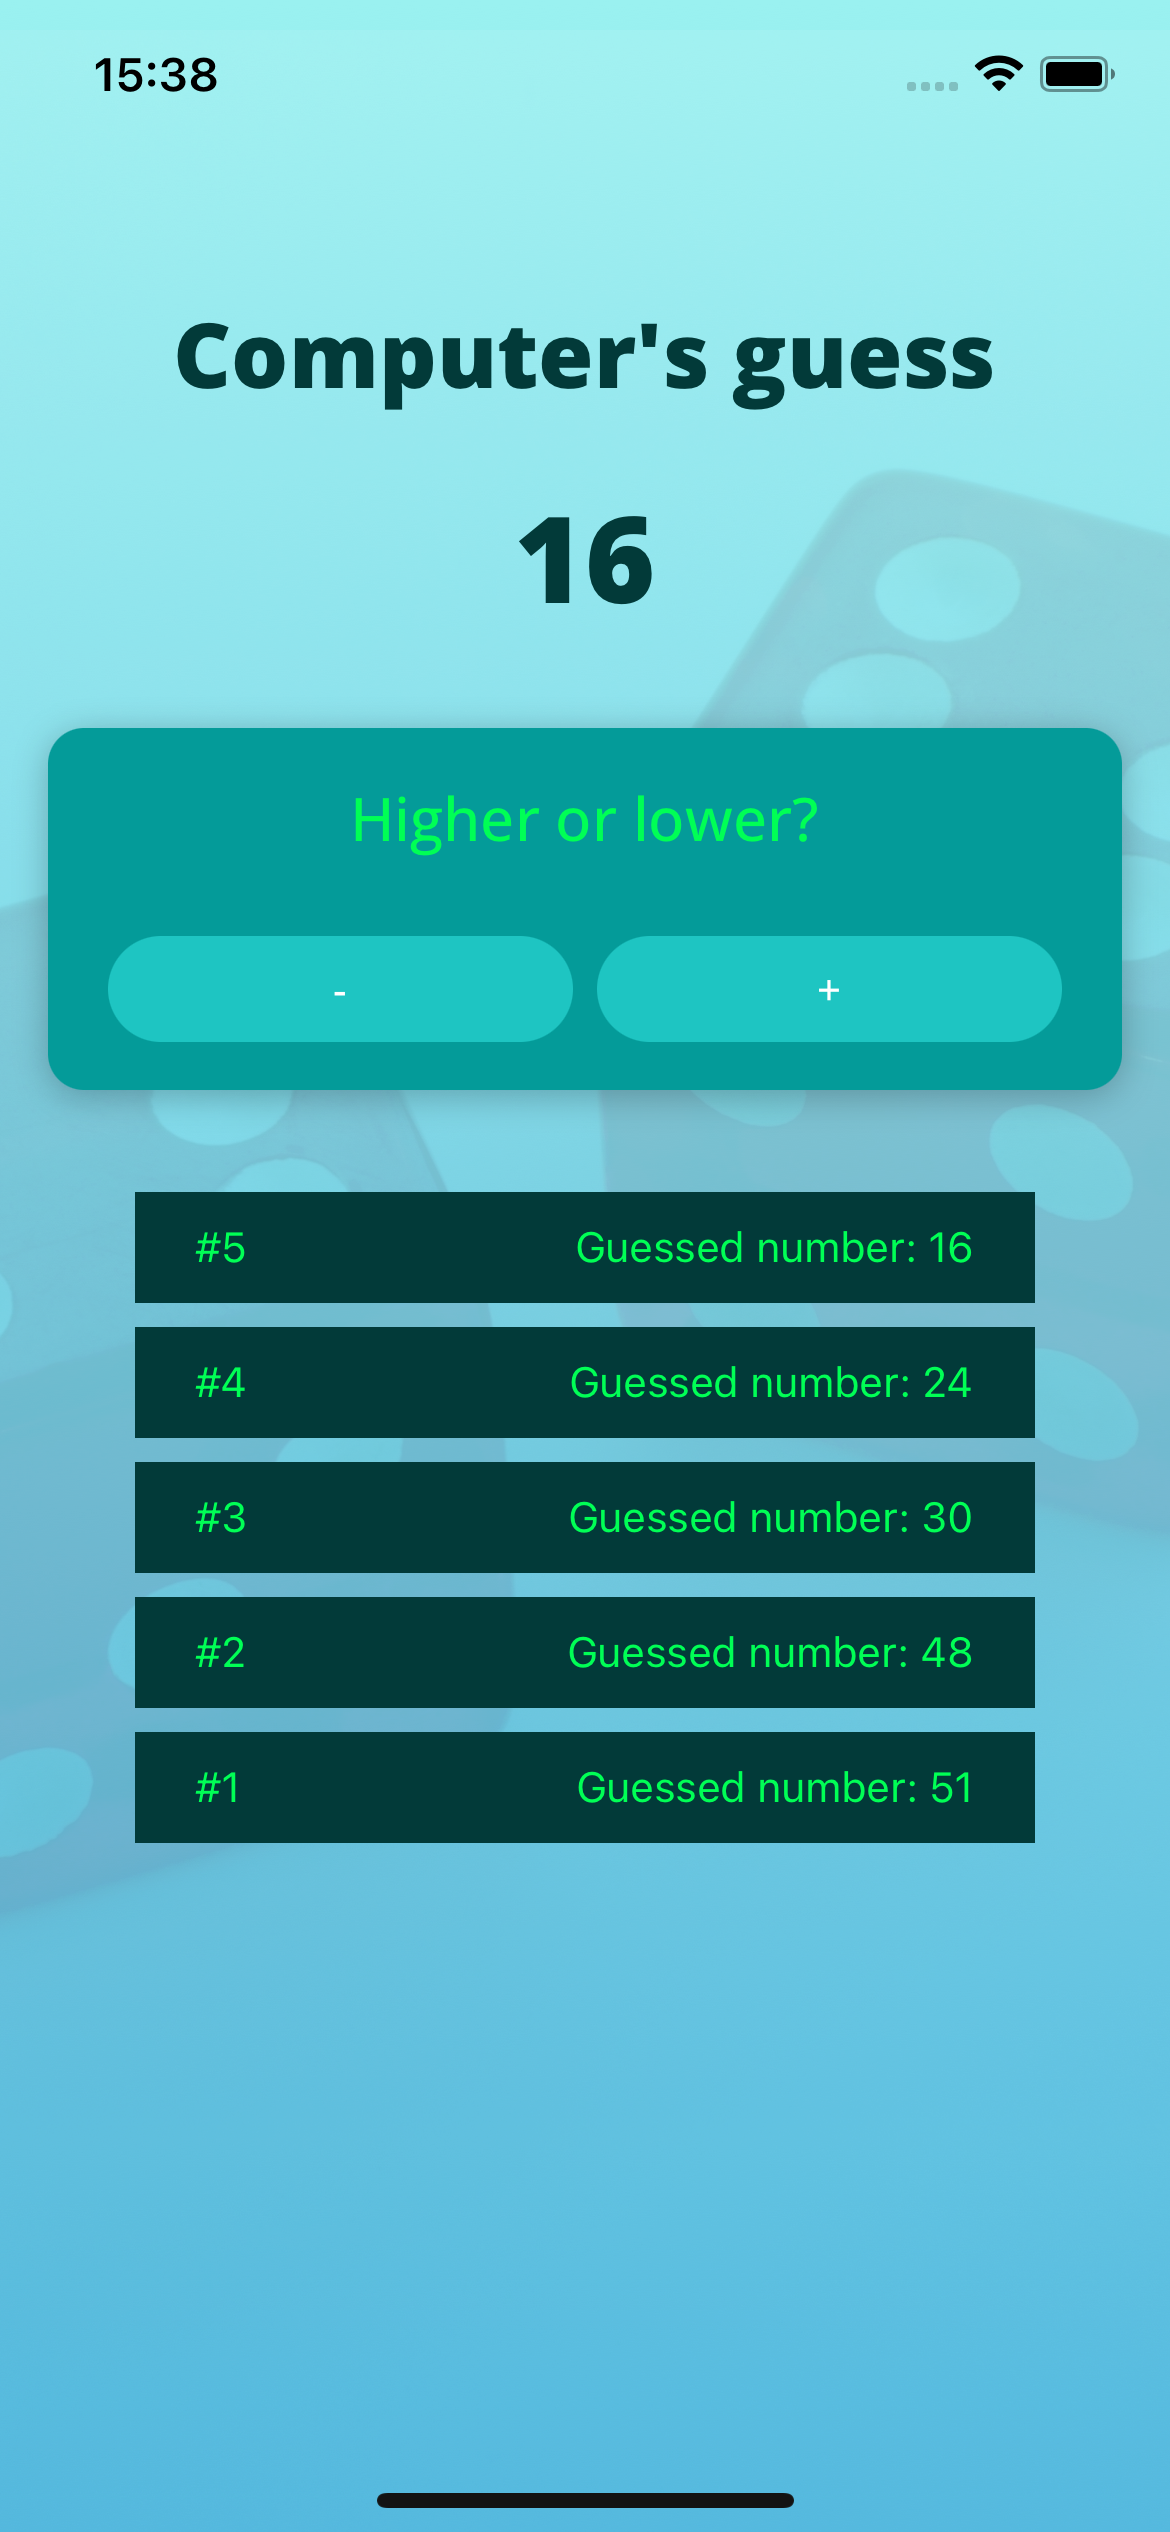 15:38
Computer's guess
16
Higher or lower?
- +
#5 Guessed number: 16
#4 Guessed number: 24
#3 Guessed number: 30
#2 Guessed number: 48
#1 Guessed number: 51